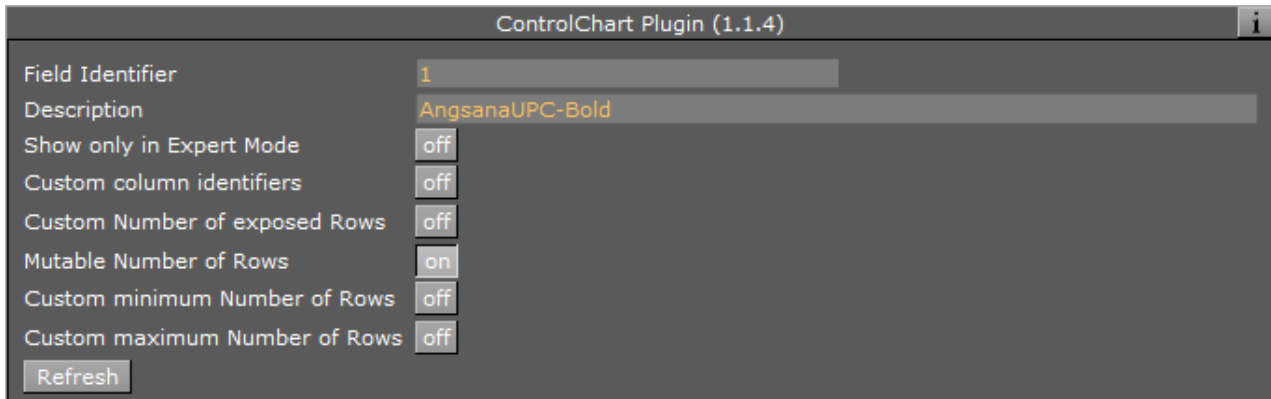 ControlChart Plugin (1.1.4) i
Field Identifier 1
Description AngsanaUPC-Bold
Show only in Expert Mode off
Custom column identifiers off
Custom Number of exposed Rows off
Mutable Number of Rows on
Custom minimum Number of Rows off
Custom maximum Number of Rows off
Refresh